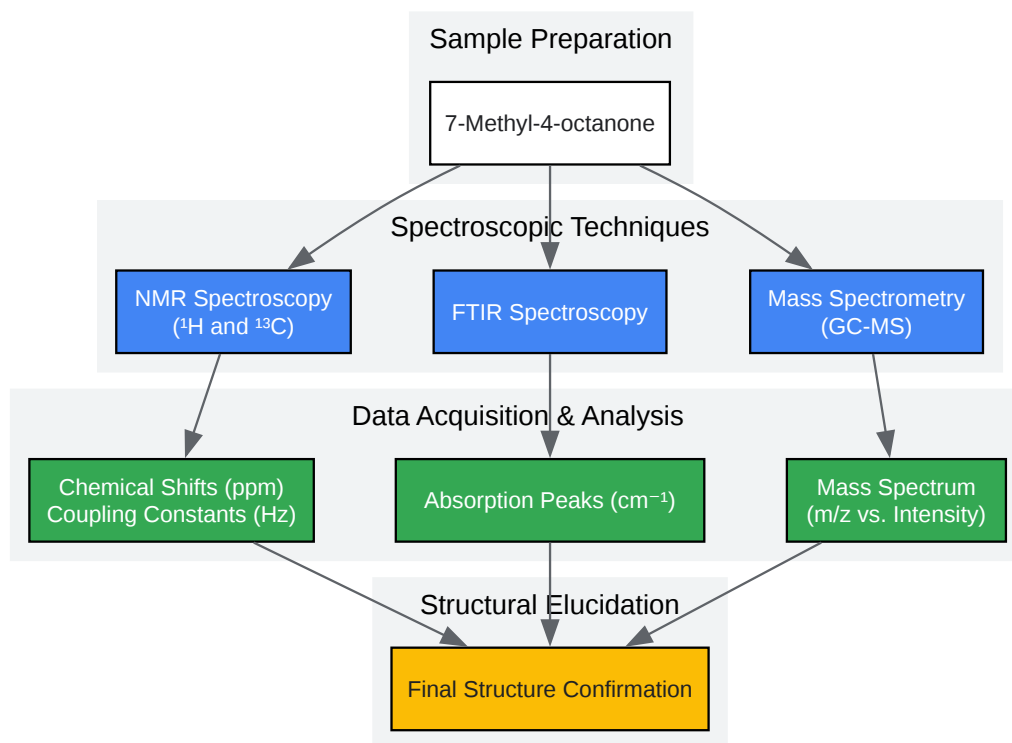 Sample Preparation
7-Methyl-4-octanone
Spectroscopic Techniques
NMR Spectroscopy
(¹H and ¹³C)
FTIR Spectroscopy
Mass Spectrometry
(GC-MS)
Data Acquisition & Analysis
Chemical Shifts (ppm)
Coupling Constants (Hz)
Absorption Peaks (cm⁻¹)
Mass Spectrum
(m/z vs. Intensity)
Structural Elucidation
Final Structure Confirmation